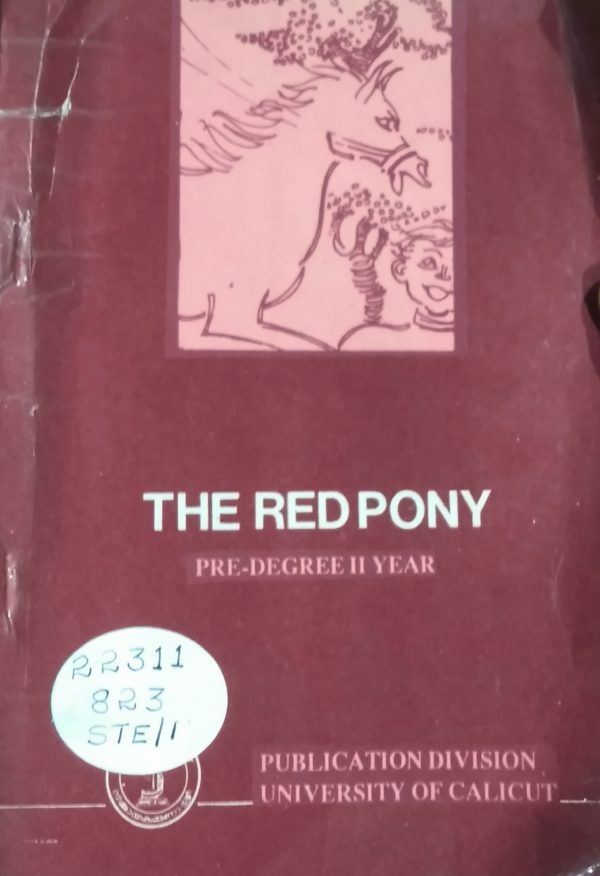 THE RED PONY
PRE-DEGREE II YEAR
22311
823
STE/1
PUBLICATION DIVISION
UNIVERSITY OF CALICUT